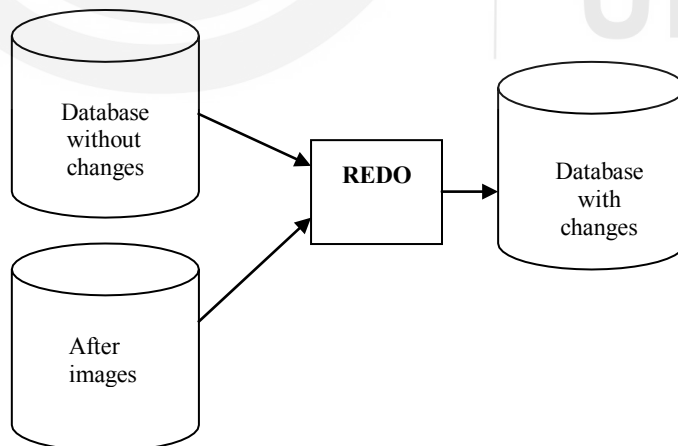 Database
without
changes
REDO
Database
with
changes
After
images